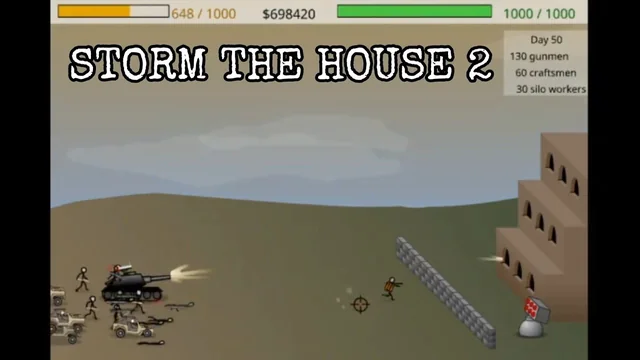 648 / 1000 $698420 1000 / 1000
STORM THE HOUSE 2
Day 50
130 gunmen
60 craftsmen
30 silo workers